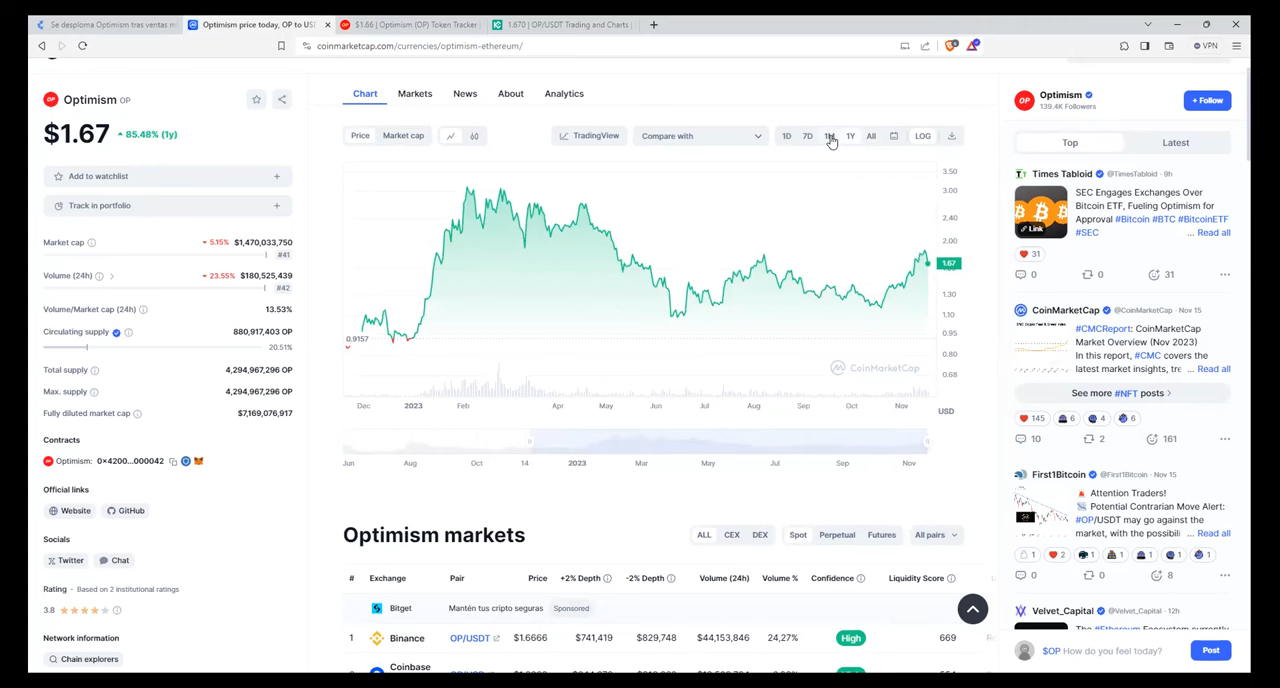 Se desploma Optimism tras ventas m
Optimism price today, OP to US
$1.66 | Optimism (OP) Token Tracker
1.670 | OP/USDT Trading and Charts
coinmarketcap.com/currencies/optimism-ethereum/
VPN
Optimism OP
$1.67 85.48% (1y)
Add to watchlist
Track in portfolio
Market cap 5.15% $1,470,033,750
#41
Volume (24h) 23.55% $180,525,439
#42
Volume/Market cap (24h) 13.53%
Circulating supply 880,917,403 OP
20.51%
Total supply 4,294,967,296 OP
Max. supply 4,294,967,296 OP
Fully diluted market cap $7,169,076,917
Contracts
Optimism: 0x4200...000042
Official links
Website GitHub
Socials
Twitter Chat
Rating · Based on 2 institutional ratings
3.8
Network information
Chain explorers
Chart Markets News About Analytics
Price Market cap TradingView Compare with 1D 7D 1M 1Y All LOG
3.50
3.00
2.40
2.00
1.67
1.30
1.10
0.95
0.80
0.68
0.9157
CoinMarketCap
Dec 2023 Feb Apr May Jun Jul Aug Sep Oct Nov
USD
Jun Aug Oct 14 2023 Mar May Jul Sep Nov
Optimism markets
ALL CEX DEX Spot Perpetual Futures All pairs
# Exchange Pair Price +2% Depth -2% Depth Volume (24h) Volume % Confidence Liquidity Score
Bitget Mantén tus cripto seguras Sponsored
1 Binance OP/USDT $1.6666 $741,419 $829,748 $44,153,846 24,27% High 669
Coinbase
Optimism
139.4K Followers
+ Follow
Top Latest
Times Tabloid @TimesTabloid · 9h
SEC Engages Exchanges Over
Bitcoin ETF, Fueling Optimism for
Approval #Bitcoin #BTC #BitcoinETF
#SEC ... Read all
Link
31
0 0 31
CoinMarketCap @CoinMarketCap · Nov 15
#CMCReport: CoinMarketCap
Market Overview (Nov 2023)
In this report, #CMC covers the
latest market insights, tre ... Read all
See more #NFT posts
145 6 4 6
10 2 161
First1Bitcoin @First1Bitcoin · Nov 15
Attention Traders!
Potential Contrarian Move Alert:
#OP/USDT may go against the
market, with the possibili ... Read all
1 2 1 1 1 1 1
0 0 8
Velvet_Capital @Velvet_Capital · 12h
$OP How do you feel today?
Post